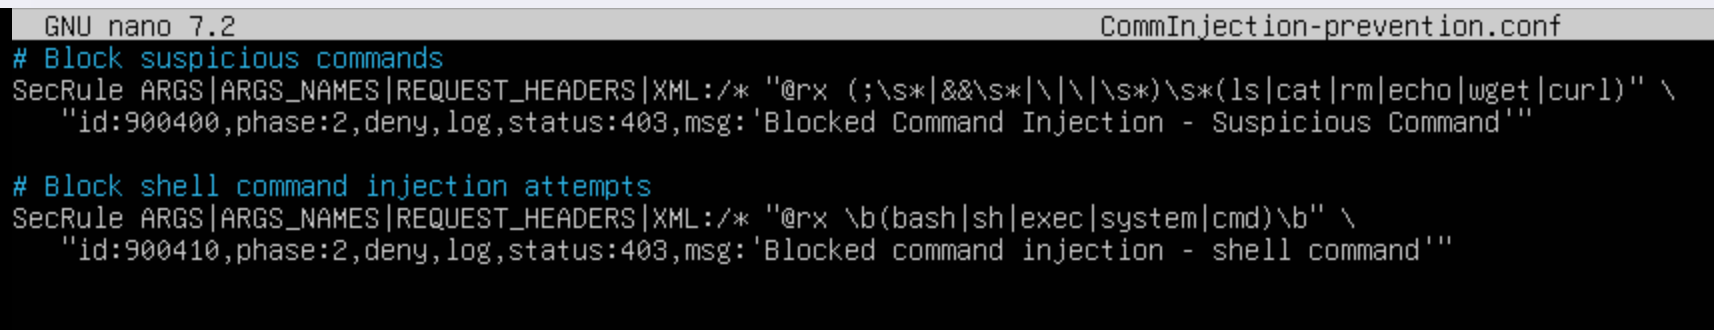 GNU nano 7.2 CommInjection-prevention.conf
# Block suspicious commands
SecRule ARGS|ARGS_NAMES|REQUEST_HEADERS|XML:/* "@rx (;\s*|&&\s*|\|\|\s*)\s*(ls|cat|rm|echo|wget|curl)" \
"id:900400,phase:2,deny,log,status:403,msg:'Blocked Command Injection - Suspicious Command'"
# Block shell command injection attempts
SecRule ARGS|ARGS_NAMES|REQUEST_HEADERS|XML:/* "@rx \b(bash|sh|exec|system|cmd)\b" \
"id:900410,phase:2,deny,log,status:403,msg:'Blocked command injection - shell command'"